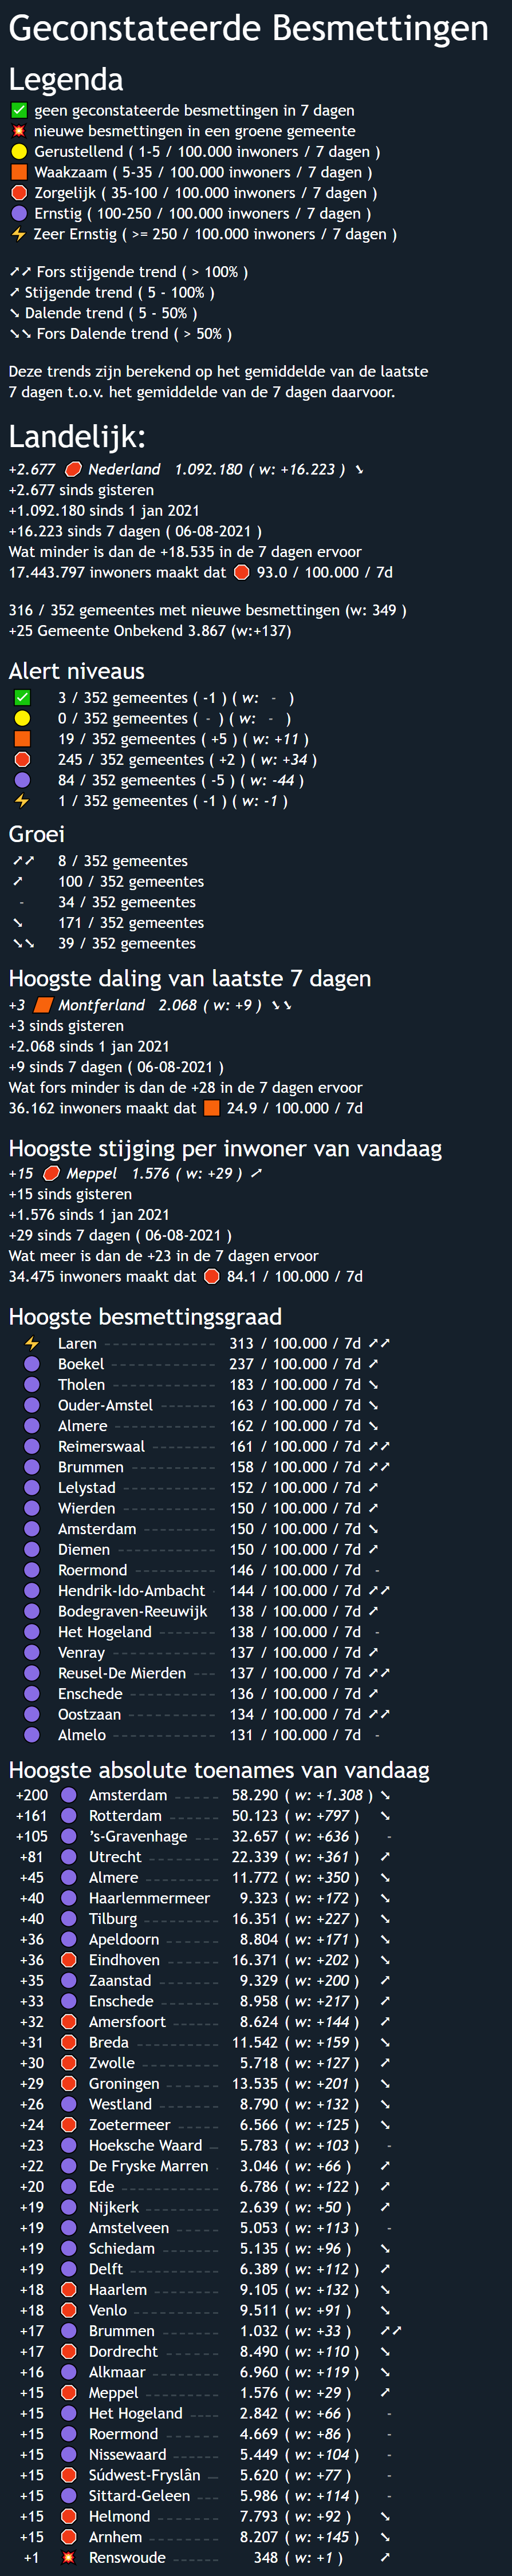 Geconstateerde Besmettingen
Legenda
geen geconstateerde besmettingen in 7 dagen
nieuwe besmettingen in een groene gemeente
Gerustellend ( 1-5 / 100.000 inwoners / 7 dagen )
Waakzaam ( 5-35 / 100.000 inwoners / 7 dagen )
Zorgelijk ( 35-100 / 100.000 inwoners / 7 dagen )
Ernstig ( 100-250 / 100.000 inwoners / 7 dagen )
Zeer Ernstig ( >= 250 / 100.000 inwoners / 7 dagen )
➚➚ Fors stijgende trend ( > 100% )
➚ Stijgende trend ( 5 - 100% )
➘ Dalende trend ( 5 - 50% )
➘➘ Fors Dalende trend ( > 50% )
Deze trends zijn berekend op het gemiddelde van de laatste
7 dagen t.o.v. het gemiddelde van de 7 dagen daarvoor.
Landelijk:
+2.677 Nederland 1.092.180 ( w: +16.223 ) ➘
+2.677 sinds gisteren
+1.092.180 sinds 1 jan 2021
+16.223 sinds 7 dagen ( 06-08-2021 )
Wat minder is dan de +18.535 in de 7 dagen ervoor
17.443.797 inwoners maakt dat 93.0 / 100.000 / 7d
316 / 352 gemeentes met nieuwe besmettingen (w: 349 )
+25 Gemeente Onbekend 3.867 (w:+137)
Alert niveaus
3 / 352 gemeentes ( -1 ) ( w: - )
0 / 352 gemeentes ( - ) ( w: - )
19 / 352 gemeentes ( +5 ) ( w: +11 )
245 / 352 gemeentes ( +2 ) ( w: +34 )
84 / 352 gemeentes ( -5 ) ( w: -44 )
1 / 352 gemeentes ( -1 ) ( w: -1 )
Groei
➚➚ 8 / 352 gemeentes
➚ 100 / 352 gemeentes
- 34 / 352 gemeentes
➘ 171 / 352 gemeentes
➘➘ 39 / 352 gemeentes
Hoogste daling van laatste 7 dagen
+3 Montferland 2.068 ( w: +9 ) ➘➘
+3 sinds gisteren
+2.068 sinds 1 jan 2021
+9 sinds 7 dagen ( 06-08-2021 )
Wat fors minder is dan de +28 in de 7 dagen ervoor
36.162 inwoners maakt dat 24.9 / 100.000 / 7d
Hoogste stijging per inwoner van vandaag
+15 Meppel 1.576 ( w: +29 ) ➚
+15 sinds gisteren
+1.576 sinds 1 jan 2021
+29 sinds 7 dagen ( 06-08-2021 )
Wat meer is dan de +23 in de 7 dagen ervoor
34.475 inwoners maakt dat 84.1 / 100.000 / 7d
Hoogste besmettingsgraad
Laren 313 / 100.000 / 7d ➚➚
Boekel 237 / 100.000 / 7d ➚
Tholen 183 / 100.000 / 7d ➘
Ouder-Amstel 163 / 100.000 / 7d ➘
Almere 162 / 100.000 / 7d ➘
Reimerswaal 161 / 100.000 / 7d ➚➚
Brummen 158 / 100.000 / 7d ➚➚
Lelystad 152 / 100.000 / 7d ➚
Wierden 150 / 100.000 / 7d ➚
Amsterdam 150 / 100.000 / 7d ➘
Diemen 150 / 100.000 / 7d ➚
Roermond 146 / 100.000 / 7d -
Hendrik-Ido-Ambacht 144 / 100.000 / 7d ➚➚
Bodegraven-Reeuwijk 138 / 100.000 / 7d ➚
Het Hogeland 138 / 100.000 / 7d -
Venray 137 / 100.000 / 7d ➚
Reusel-De Mierden 137 / 100.000 / 7d ➚➚
Enschede 136 / 100.000 / 7d ➚
Oostzaan 134 / 100.000 / 7d ➚➚
Almelo 131 / 100.000 / 7d -
Hoogste absolute toenames van vandaag
+200 Amsterdam 58.290 ( w: +1.308 ) ➘
+161 Rotterdam 50.123 ( w: +797 ) ➘
+105 's-Gravenhage 32.657 ( w: +636 ) -
+81 Utrecht 22.339 ( w: +361 ) ➚
+45 Almere 11.772 ( w: +350 ) ➘
+40 Haarlemmermeer 9.323 ( w: +172 ) ➘
+40 Tilburg 16.351 ( w: +227 ) ➘
+36 Apeldoorn 8.804 ( w: +171 ) ➘
+36 Eindhoven 16.371 ( w: +202 ) ➘
+35 Zaanstad 9.329 ( w: +200 ) ➚
+33 Enschede 8.958 ( w: +217 ) ➚
+32 Amersfoort 8.624 ( w: +144 ) ➚
+31 Breda 11.542 ( w: +159 ) ➘
+30 Zwolle 5.718 ( w: +127 ) ➚
+29 Groningen 13.535 ( w: +201 ) ➘
+26 Westland 8.790 ( w: +132 ) ➘
+24 Zoetermeer 6.566 ( w: +125 ) ➘
+23 Hoeksche Waard 5.783 ( w: +103 ) -
+22 De Fryske Marren 3.046 ( w: +66 ) ➚
+20 Ede 6.786 ( w: +122 ) ➚
+19 Nijkerk 2.639 ( w: +50 ) ➚
+19 Amstelveen 5.053 ( w: +113 ) -
+19 Schiedam 5.135 ( w: +96 ) ➘
+19 Delft 6.389 ( w: +112 ) ➚
+18 Haarlem 9.105 ( w: +132 ) ➘
+18 Venlo 9.511 ( w: +91 ) ➘
+17 Brummen 1.032 ( w: +33 ) ➚➚
+17 Dordrecht 8.490 ( w: +110 ) ➘
+16 Alkmaar 6.960 ( w: +119 ) ➘
+15 Meppel 1.576 ( w: +29 ) ➚
+15 Het Hogeland 2.842 ( w: +66 ) -
+15 Roermond 4.669 ( w: +86 ) -
+15 Nissewaard 5.449 ( w: +104 ) -
+15 Súdwest-Fryslân 5.620 ( w: +77 ) -
+15 Sittard-Geleen 5.986 ( w: +114 ) -
+15 Helmond 7.793 ( w: +92 ) ➘
+15 Arnhem 8.207 ( w: +145 ) ➘
+1 Renswoude 348 ( w: +1 ) ➚